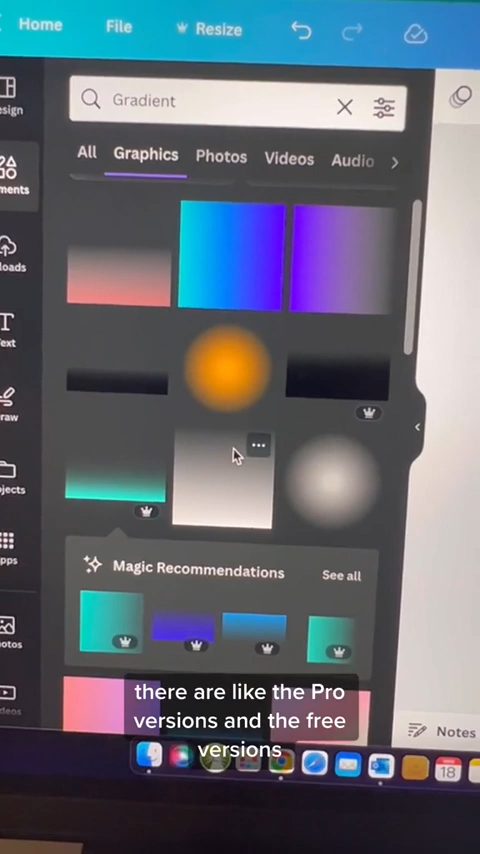 Home File Resize
Gradient
esign
All Graphics Photos Videos Audio
ments
loads
ext
raw
ojects
Magic Recommendations See all
pps
otos
there are like the Pro
versions and the free
versions
deos
Notes
18